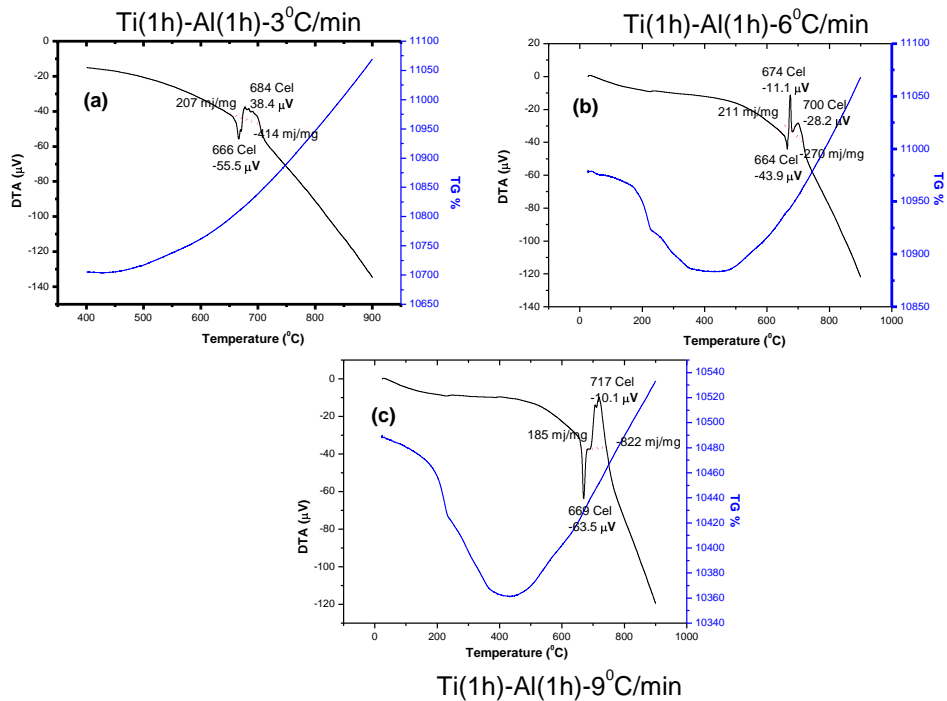 Ti(1h)-Al(1h)-3⁰C/min
Ti(1h)-Al(1h)-6⁰C/min
(a)
0
-20
-40
-60
-80
-100
-120
-140
DTA (µV)
11100
11050
11000
10950
10900
10850
10800
10750
10700
10650
TG %
207 mj/mg
684 Cel
38.4 µV
-414 mj/mg
666 Cel
-55.5 µV
400 500 600 700 800 900
Temperature (⁰C)
(b)
20
0
-20
-40
-60
-80
-100
-120
-140
DTA (µV)
11100
11050
11000
10950
10900
10850
TG %
674 Cel
-11.1 µV
211 mj/mg
700 Cel
-28.2 µV
-270 mj/mg
664 Cel
-43.9 µV
0 200 400 600 800 1000
Temperature (⁰C)
(c)
0
-20
-40
-60
-80
-100
-120
DTA (µV)
10540
10520
10500
10480
10460
10440
10420
10400
10380
10360
10340
TG %
717 Cel
-10.1 µV
185 mj/mg
-822 mj/mg
669 Cel
-63.5 µV
0 200 400 600 800 1000
Temperature (⁰C)
Ti(1h)-Al(1h)-9⁰C/min